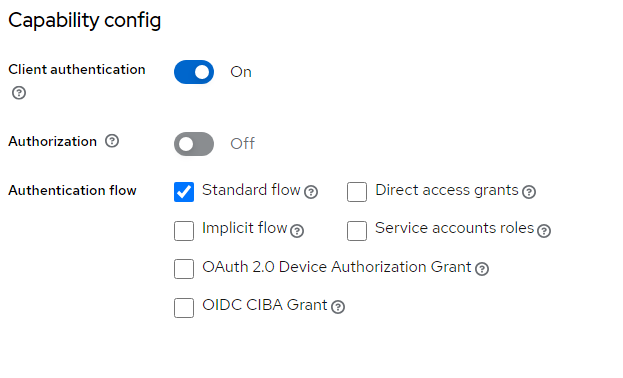 Capability config
Client authentication
On
Authorization
Off
Authentication flow
Standard flow
Direct access grants
Implicit flow
Service accounts roles
OAuth 2.0 Device Authorization Grant
OIDC CIBA Grant